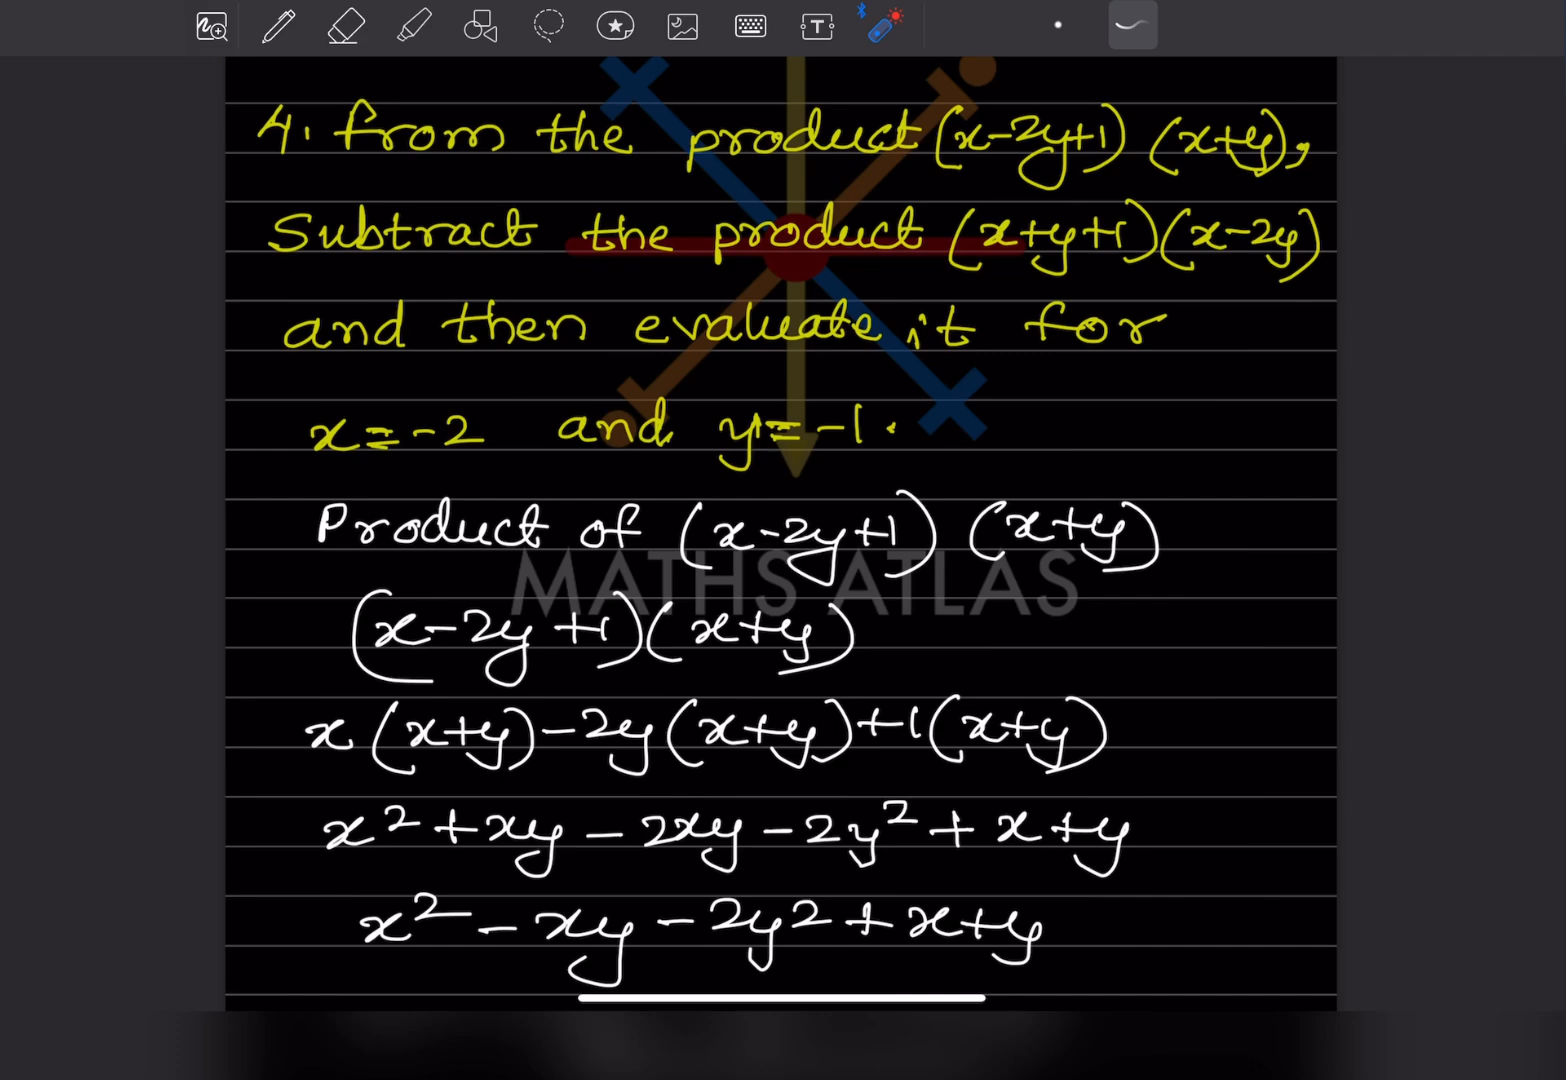 4. from the product (x-2y+1) (x+y),
Subtract the product (x+y+1)(x-2y)
and then evaluate it for
x = -2 and y = -1.
Product of (x-2y+1) (x+y)
MATHS ATLAS
(x-2y+1)(x+y)
x(x+y)-2y(x+y)+1(x+y)
x²+xy-2xy-2y²+x+y
x²-xy-2y²+x+y